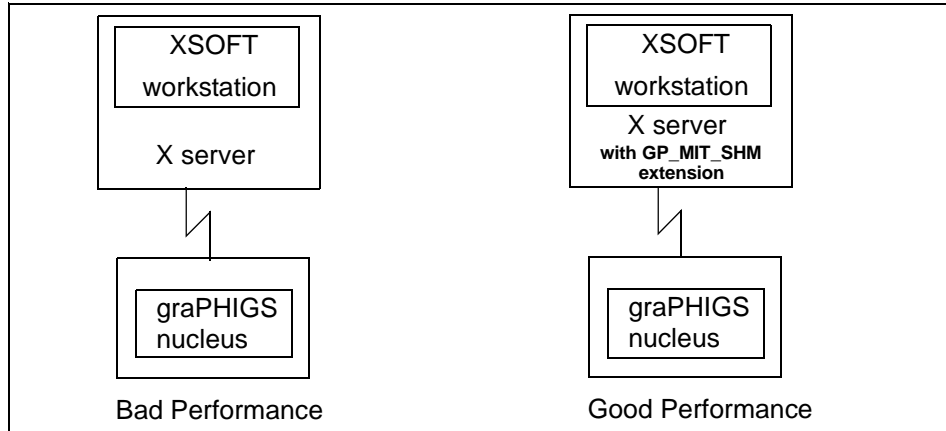 XSOFT
workstation
X server
graPHIGS
nucleus
Bad Performance
XSOFT
workstation
X server
with GP_MIT_SHM
extension
graPHIGS
nucleus
Good Performance